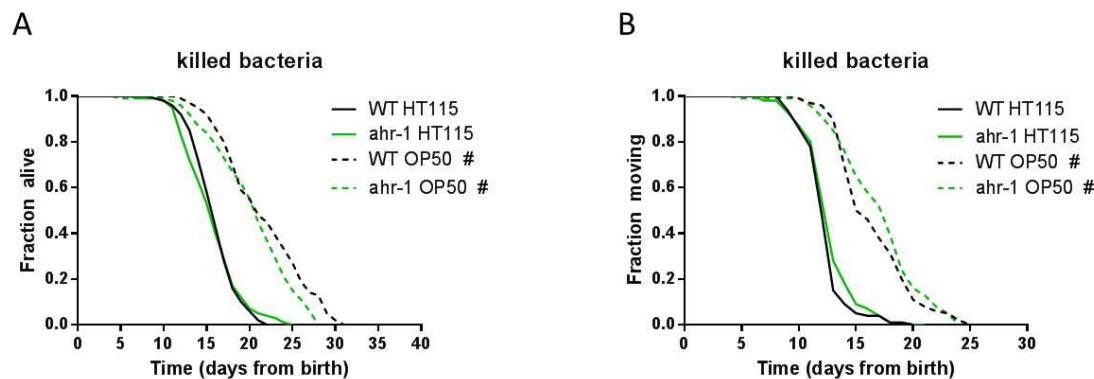 A
killed bacteria
Fraction alive
1.0
0.8
0.6
0.4
0.2
0.0
0 5 10 15 20 25 30 35 40
Time (days from birth)
WT HT115
ahr-1 HT115
WT OP50 #
ahr-1 OP50 #
B
killed bacteria
Fraction moving
1.0
0.8
0.6
0.4
0.2
0.0
0 5 10 15 20 25 30
Time (days from birth)
WT HT115
ahr-1 HT115
WT OP50 #
ahr-1 OP50 #